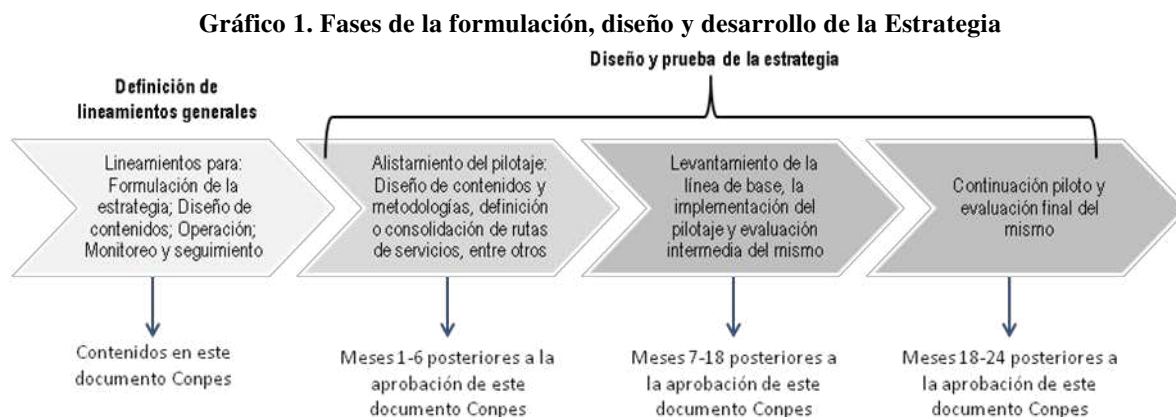 Gráfico 1. Fases de la formulación, diseño y desarrollo de la Estrategia
Diseño y prueba de la estrategia
Definición de
lineamientos generales
Lineamientos para:
Formulación de la
estrategia; Diseño de
contenidos; Operación;
Monitoreo y seguimiento
Alistamiento del pilotaje:
Diseño de contenidos y
metodologías, definición
o consolidación de rutas
de servicios, entre otros
Levantamiento de la
línea de base, la
implementación del
pilotaje y evaluación
intermedia del mismo
Continuación piloto y
evaluación final del
mismo
Contenidos en este
documento Conpes
Meses 1-6 posteriores a la
aprobación de este
documento Conpes
Meses 7-18 posteriores a
la aprobación de este
documento Conpes
Meses 18-24 posteriores a
la aprobación de este
documento Conpes